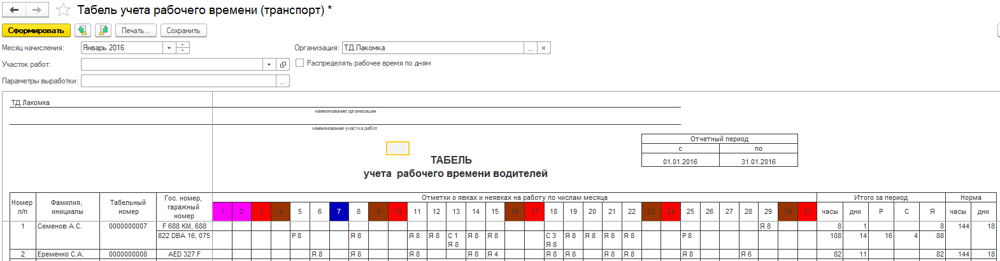 Табель учета рабочего времени (транспорт) *
Сформировать Печать... Сохранить
Месяц начисления: Январь 2016 Организация: ТД Лакомка ... ×
Участок работ: Распределять рабочее время по дням
Параметры выработки: ...
ТД Лакомка
наименование организации
наименование участка работ
Отчетный период
с по
01.01.2016 31.01.2016
ТАБЕЛЬ
учета рабочего времени водителей
Номер п/п Фамилия, инициалы Табельный номер Гос. номер, гаражный номер Отметки о явках и неявках на работу по числам месяца Итого за период Норма
1 2 3 4 5 6 7 8 9 10 11 12 13 14 15 16 17 18 19 20 21 22 23 24 25 26 27 28 29 30 31 часы дни Р С Я часы дни
1 Семенов А.С. 0000000007 F 688 KM, 688 Я 8 8 1 8 144 18
822 DBA 16, 075 Р 8 Я 8 Я 8 Я 8 С 1 Я 8 Я 8 Я 8 С 3 Я 8 Я 8 Я 8 Я 8 Я 8 Р 8 108 14 16 4 88
2 Еременко С.А. 0000000008 AED 327 F Я 8 Я 8 Я 8 Я 8 Я 4 Я 8 Я 8 Я 8 Я 8 Я 8 Я 6 82 11 82 144 18